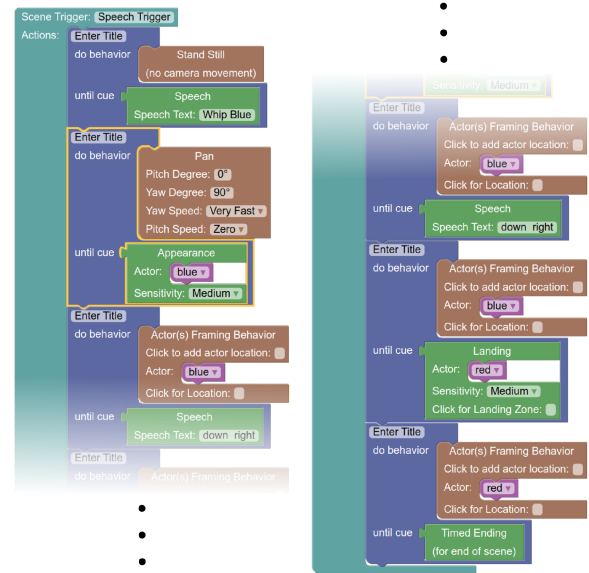 Scene Trigger: Speech Trigger
Actions:
Enter Title
do behavior
Stand Still
(no camera movement)
until cue
Speech
Speech Text: Whip Blue
Enter Title
do behavior
Pan
Pitch Degree: 0°
Yaw Degree: 90°
Yaw Speed: Very Fast
Pitch Speed: Zero
until cue
Appearance
Actor: blue
Sensitivity: Medium
Enter Title
do behavior
Actor(s) Framing Behavior
Click to add actor location:
Actor: blue
Click for Location:
until cue
Speech
Speech Text: down right
Enter Title
do behavior
Actor(s) Framing Behavior
Sensitivity: Medium
Enter Title
do behavior
Actor(s) Framing Behavior
Click to add actor location:
Actor: blue
Click for Location:
until cue
Speech
Speech Text: down right
Enter Title
do behavior
Actor(s) Framing Behavior
Click to add actor location:
Actor: blue
Click for Location:
until cue
Landing
Actor: red
Sensitivity: Medium
Click for Landing Zone:
Enter Title
do behavior
Actor(s) Framing Behavior
Click to add actor location:
Actor: red
Click for Location:
until cue
Timed Ending
(for end of scene)